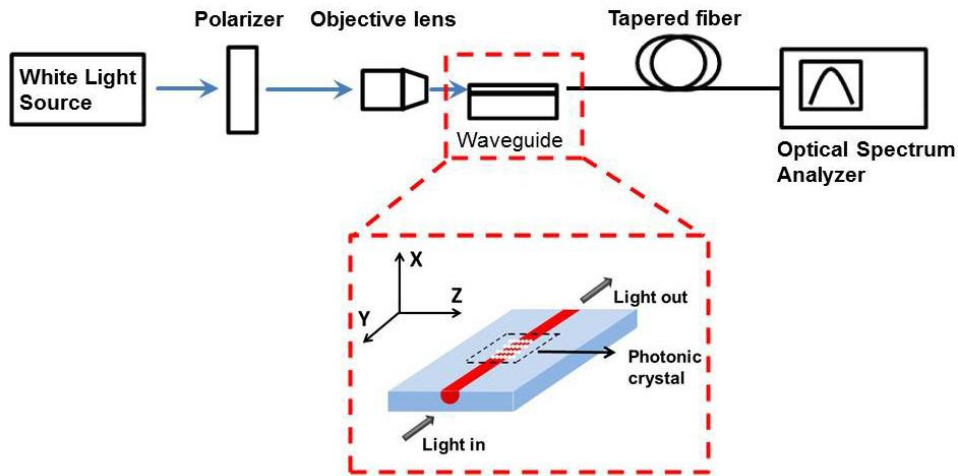 Polarizer
Objective lens
Tapered fiber
White Light
Source
Waveguide
Optical Spectrum
Analyzer
X
Z
Y
Light out
Photonic
crystal
Light in